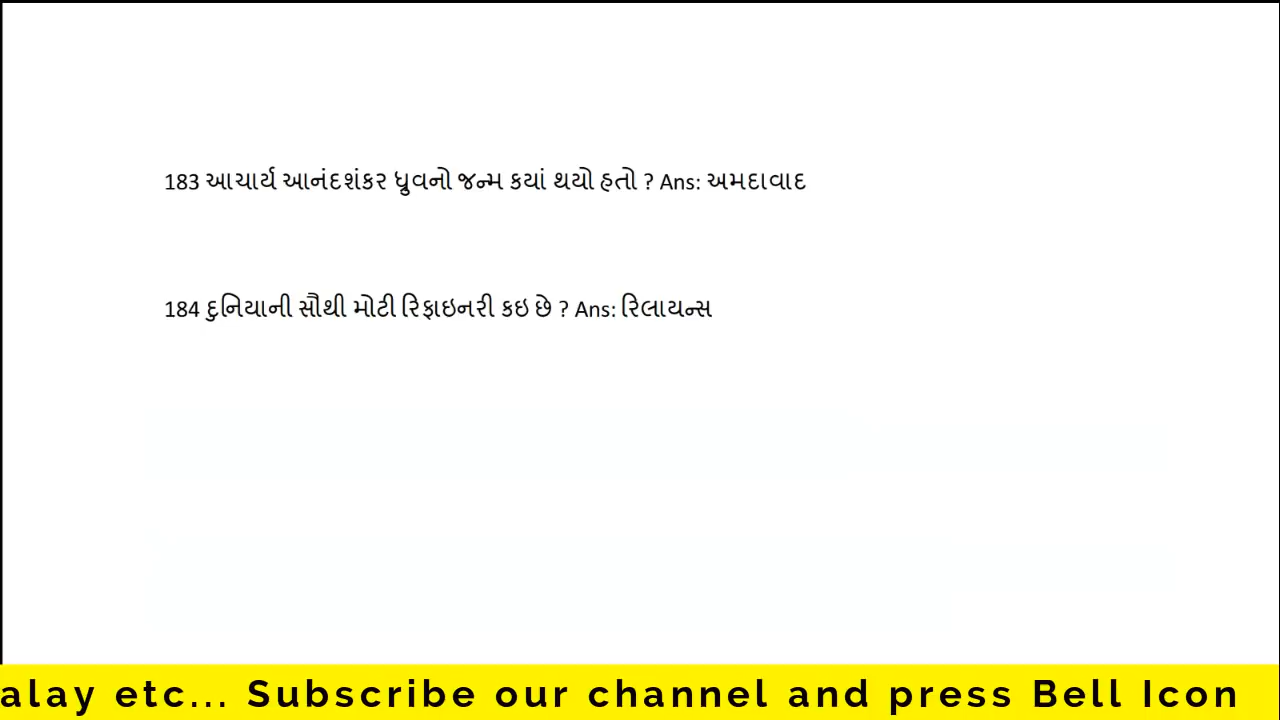 183 આચાર્ય આનંદશંકર ધ્રુવનો જન્મ કયાં થયો હતો ? Ans: અમદાવાદ
184 દુનિયાની સૌથી મોટી રિફાઇનરી કઇ છે ? Ans: રિલાયન્સ
alay etc... Subscribe our channel and press Bell Icon